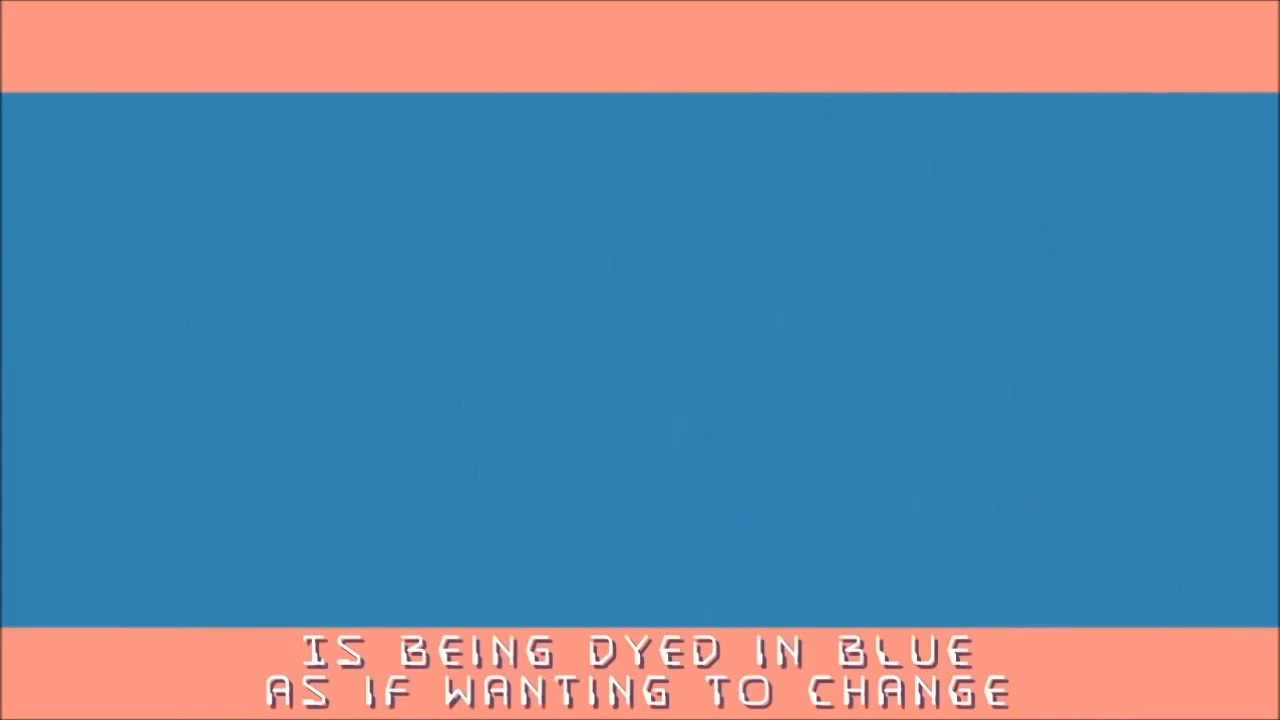 IS BEING DYED IN BLUE
AS IF WANTING TO CHANGE